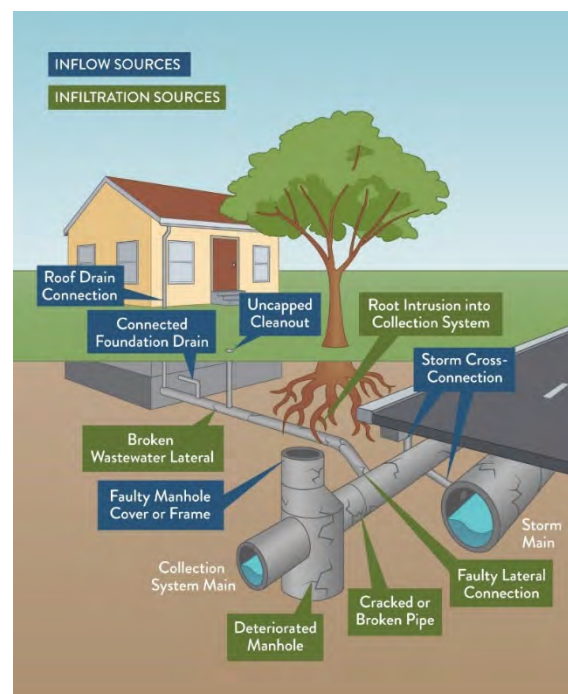 INFLOW SOURCES
INFILTRATION SOURCES
Roof Drain
Connection
Connected
Foundation Drain
Uncapped
Cleanout
Root Intrusion into
Collection System
Storm Cross-
Connection
Broken
Wastewater Lateral
Faulty Manhole
Cover or Frame
Storm
Main
Collection
System Main
Faulty Lateral
Connection
Cracked or
Broken Pipe
Deteriorated
Manhole